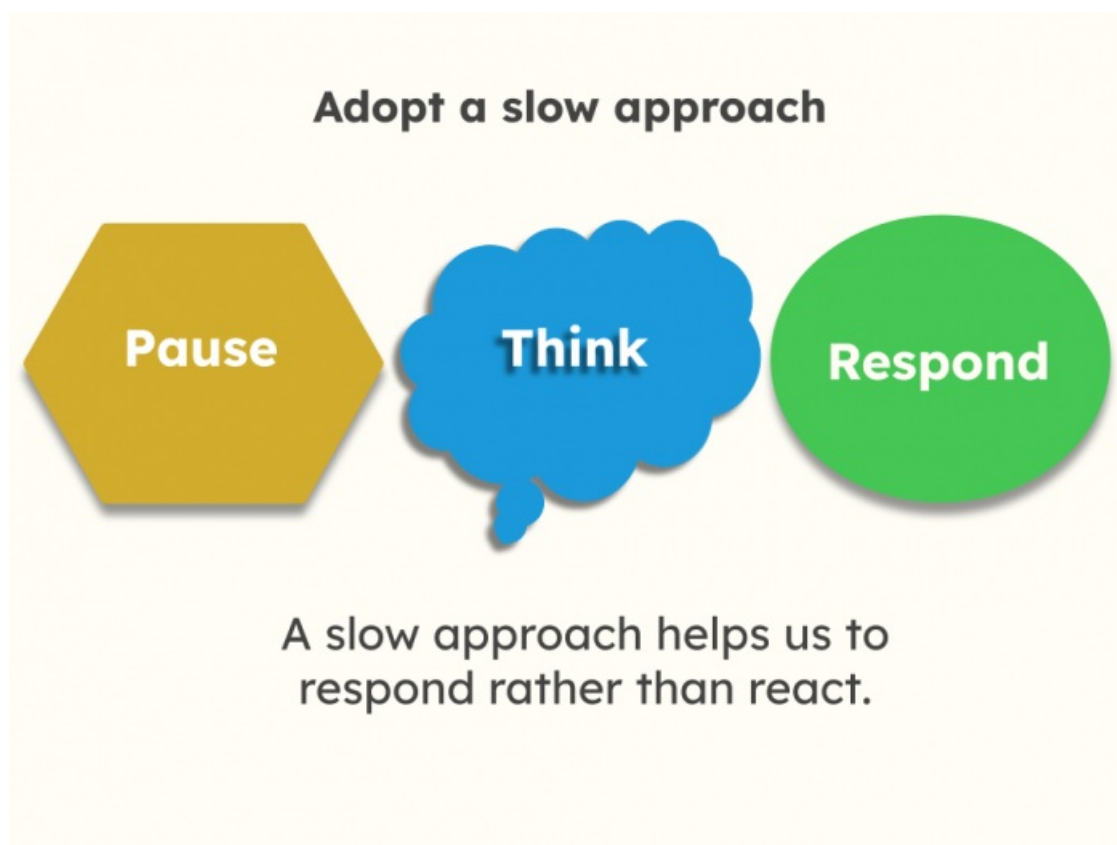 Adopt a slow approach
Pause
Think
Respond
A slow approach helps us to
respond rather than react.